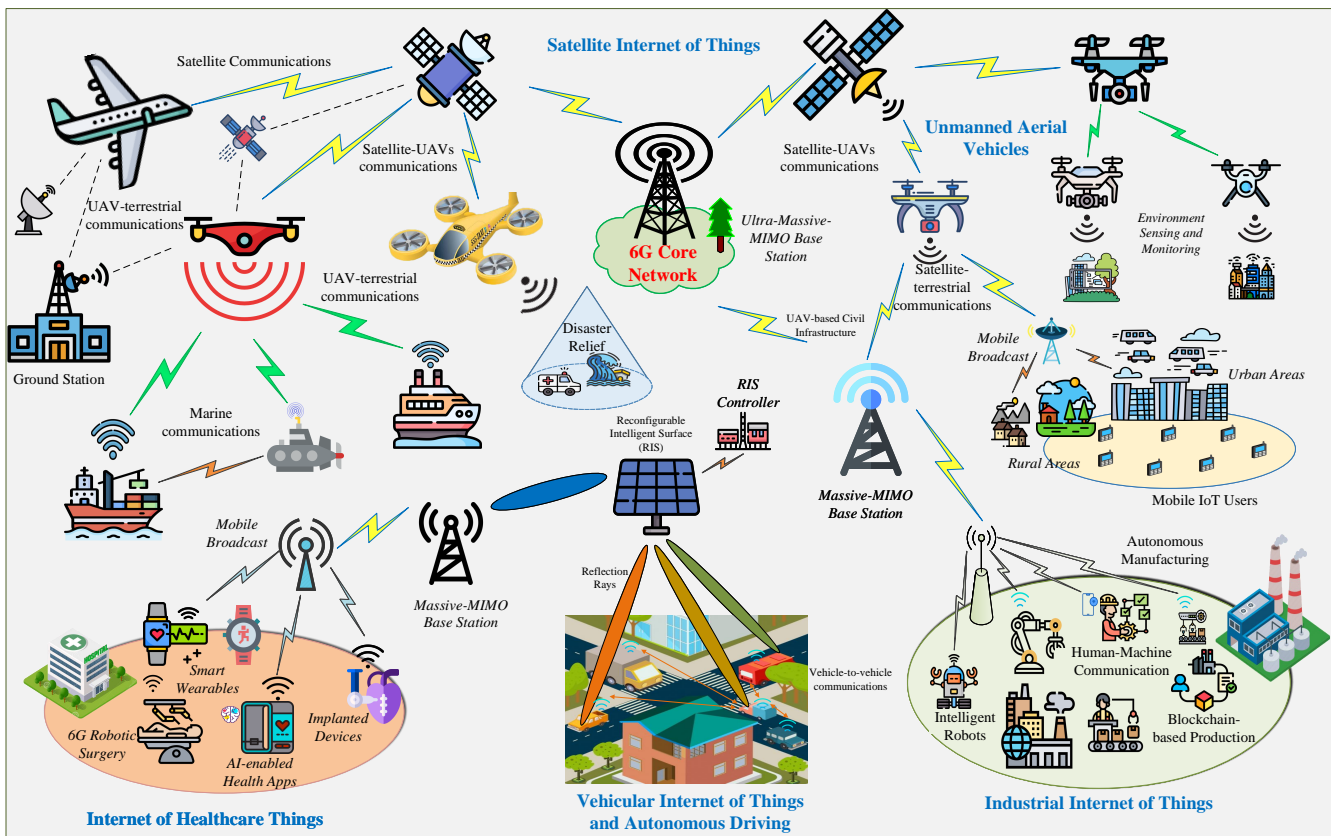 Satellite Internet of Things
Satellite Communications
Satellite-UAVs
communications
Satellite-UAVs
communications
Unmanned Aerial
Vehicles
UAV-terrestrial
communications
Ultra-Massive-
MIMO Base
Station
6G Core
Network
Environment
Sensing and
Monitoring
UAV-terrestrial
communications
Satellite-
terrestrial
communications
UAV-based Civil
Infrastructure
Disaster
Relief
Mobile
Broadcast
Urban Areas
Ground Station
Marine
communications
RIS
Controller
Reconfigurable
Intelligent Surface
(RIS)
Rural Areas
Mobile IoT Users
Massive-MIMO
Base Station
Mobile
Broadcast
Autonomous
Manufacturing
Reflection
Rays
Massive-MIMO
Base Station
HOSPITAL
Smart
Wearables
Human-Machine
Communication
Vehicle-to-vehicle
communications
Implanted
Devices
6G Robotic
Surgery
AI-enabled
Health Apps
Intelligent
Robots
Blockchain-
based Production
Internet of Healthcare Things
Vehicular Internet of Things
and Autonomous Driving
Industrial Internet of Things